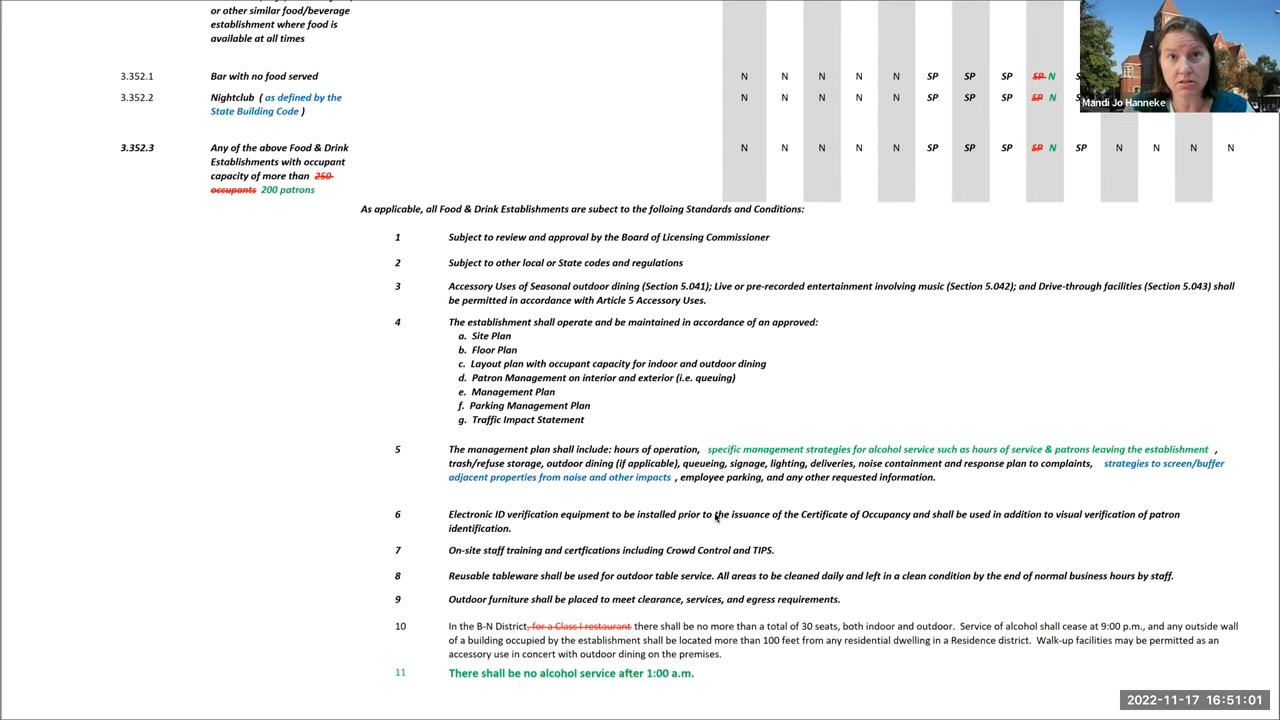 or other similar food/beverage
establishment where food is
available at all times
3.352.1 Bar with no food served N N N N N SP SP SP SP N
3.352.2 Nightclub ( as defined by the N N N N N SP SP SP SP N
State Building Code )
3.352.3 Any of the above Food & Drink N N N N N SP SP SP SP N SP N N N N
Establishments with occupant
capacity of more than 250
occupants 200 patrons
As applicable, all Food & Drink Establishments are subect to the folloing Standards and Conditions:
1 Subject to review and approval by the Board of Licensing Commissioner
2 Subject to other local or State codes and regulations
3 Accessory Uses of Seasonal outdoor dining (Section 5.041); Live or pre-recorded entertainment involving music (Section 5.042); and Drive-through facilities (Section 5.043) shall
be permitted in accordance with Article 5 Accessory Uses.
4 The establishment shall operate and be maintained in accordance of an approved:
a. Site Plan
b. Floor Plan
c. Layout plan with occupant capacity for indoor and outdoor dining
d. Patron Management on interior and exterior (i.e. queuing)
e. Management Plan
f. Parking Management Plan
g. Traffic Impact Statement
5 The management plan shall include: hours of operation, specific management strategies for alcohol service such as hours of service & patrons leaving the establishment ,
trash/refuse storage, outdoor dining (if applicable), queueing, signage, lighting, deliveries, noise containment and response plan to complaints, strategies to screen/buffer
adjacent properties from noise and other impacts , employee parking, and any other requested information.
6 Electronic ID verification equipment to be installed prior to the issuance of the Certificate of Occupancy and shall be used in addition to visual verification of patron
identification.
7 On-site staff training and certfications including Crowd Control and TIPS.
8 Reusable tableware shall be used for outdoor table service. All areas to be cleaned daily and left in a clean condition by the end of normal business hours by staff.
9 Outdoor furniture shall be placed to meet clearance, services, and egress requirements.
10 In the B-N District, for a Class I restaurant there shall be no more than a total of 30 seats, both indoor and outdoor. Service of alcohol shall cease at 9:00 p.m., and any outside wall
of a building occupied by the establishment shall be located more than 100 feet from any residential dwelling in a Residence district. Walk-up facilities may be permitted as an
accessory use in concert with outdoor dining on the premises.
11 There shall be no alcohol service after 1:00 a.m.
Mandi Jo Hanneke
2022-11-17 16:51:01